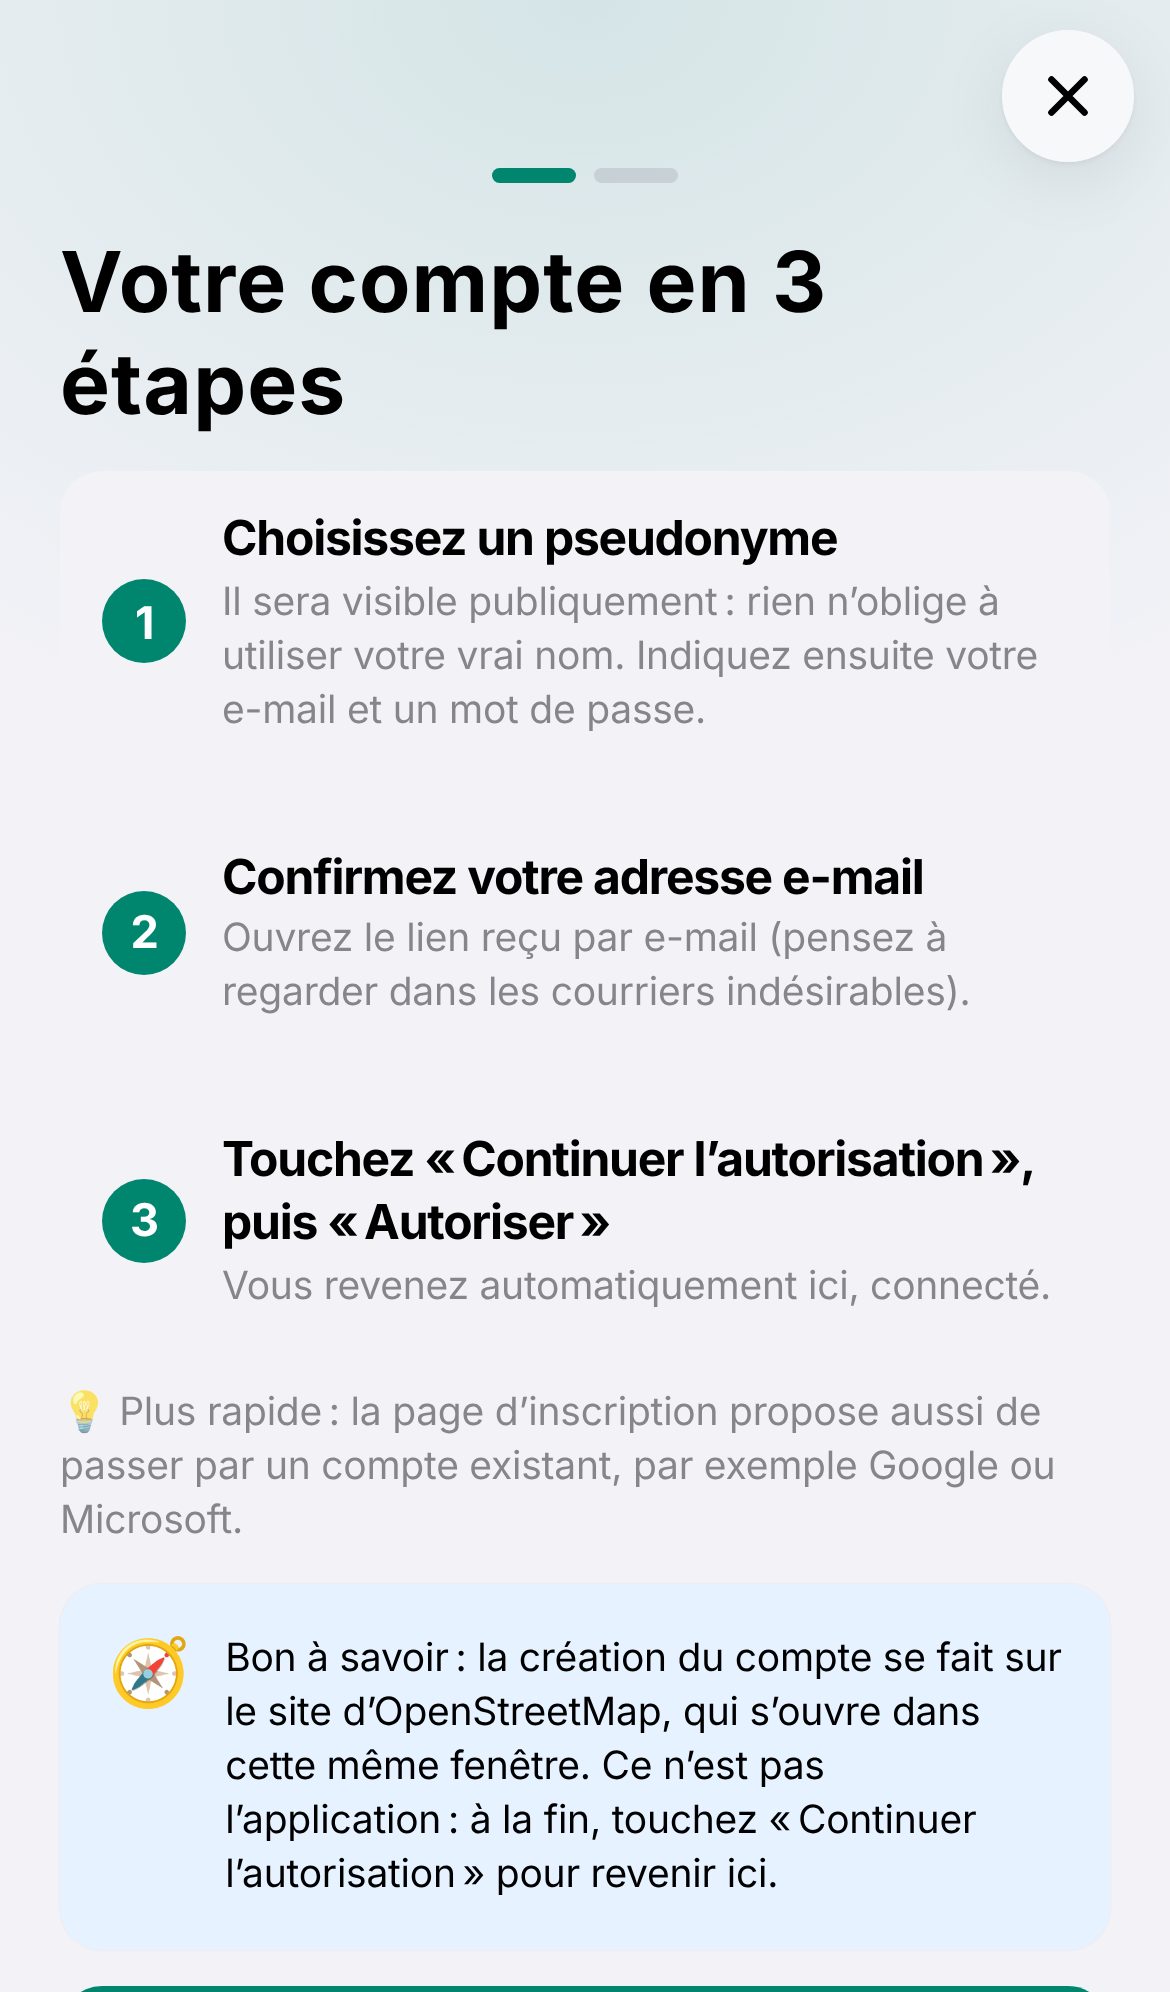 Votre compte en 3
étapes
Choisissez un pseudonyme
1
Il sera visible publiquement : rien n’oblige à
utiliser votre vrai nom. Indiquez ensuite votre
e-mail et un mot de passe.
Confirmez votre adresse e-mail
2
Ouvrez le lien reçu par e-mail (pensez à
regarder dans les courriers indésirables).
Touchez « Continuer l’autorisation »,
3
puis « Autoriser »
Vous revenez automatiquement ici, connecté.
💡 Plus rapide : la page d’inscription propose aussi de
passer par un compte existant, par exemple Google ou
Microsoft.
Bon à savoir : la création du compte se fait sur
le site d’OpenStreetMap, qui s’ouvre dans
cette même fenêtre. Ce n’est pas
l’application : à la fin, touchez « Continuer
l’autorisation » pour revenir ici.